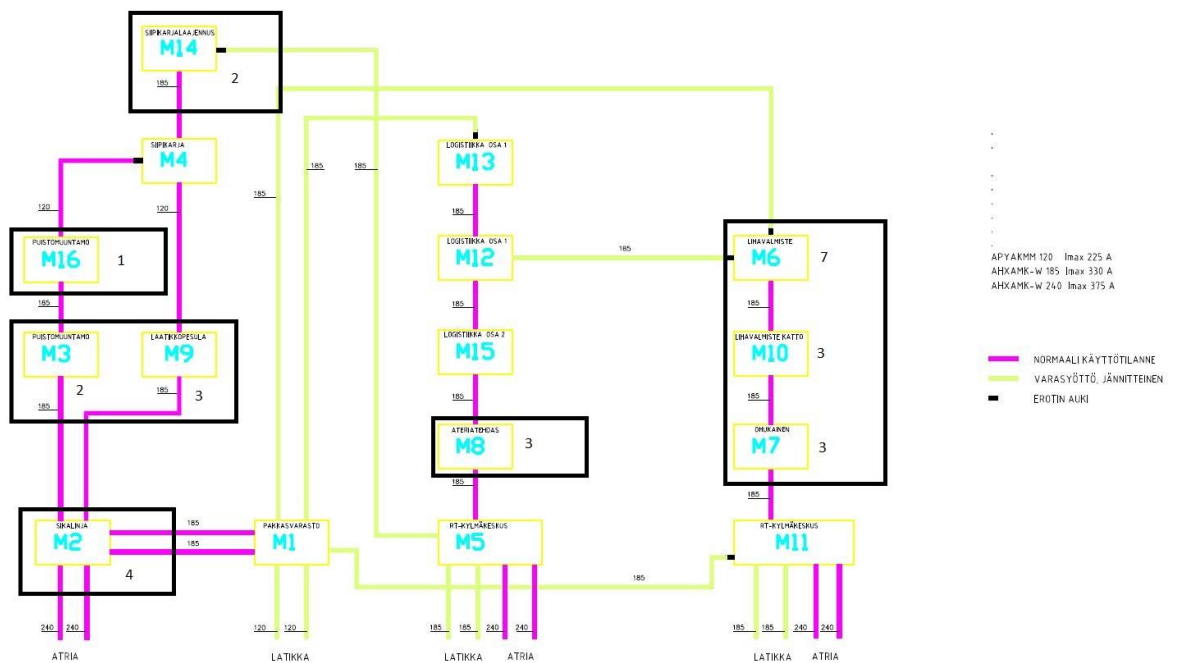 SIIPIKARJALAAJENNUS
M14
2
185
SIIPIKARJA
M4
120
120
PUISTOMUUNTAMO
M16
1
185
PUISTOMUUNTAMO
M3
2
LAATIKKOPESULA
M9
3
185
185
SIKALINJA
M2
4
185
185
PAKKASVARASTO
M1
240
240
ATRIA
120
120
LATIKKA
185
185
185
LOGISTIIKKA OSA 1
M13
185
LOGISTIIKKA OSA 1
M12
185
185
LOGISTIIKKA OSA 2
M15
185
ATERIATEHDAS
M8
3
185
RT-KYLMÄKESKUS
M5
185
185
240
240
LATIKKA
ATRIA
185
LIHAVALMISTE
M6
7
185
LIHAVALMISTE KATTO
M10
3
185
OMUKAINEN
M7
3
185
RT-KYLMÄKESKUS
M11
185
185
240
240
LATIKKA
ATRIA
APYAKMM 120 Imax 225 A
AHXAMK-W 185 Imax 330 A
AHXAMK-W 240 Imax 375 A
NORMAALI KÄYTTÖTILANNE
VARASYÖTTÖ, JÄNNITTEINEN
EROTIN AUKI